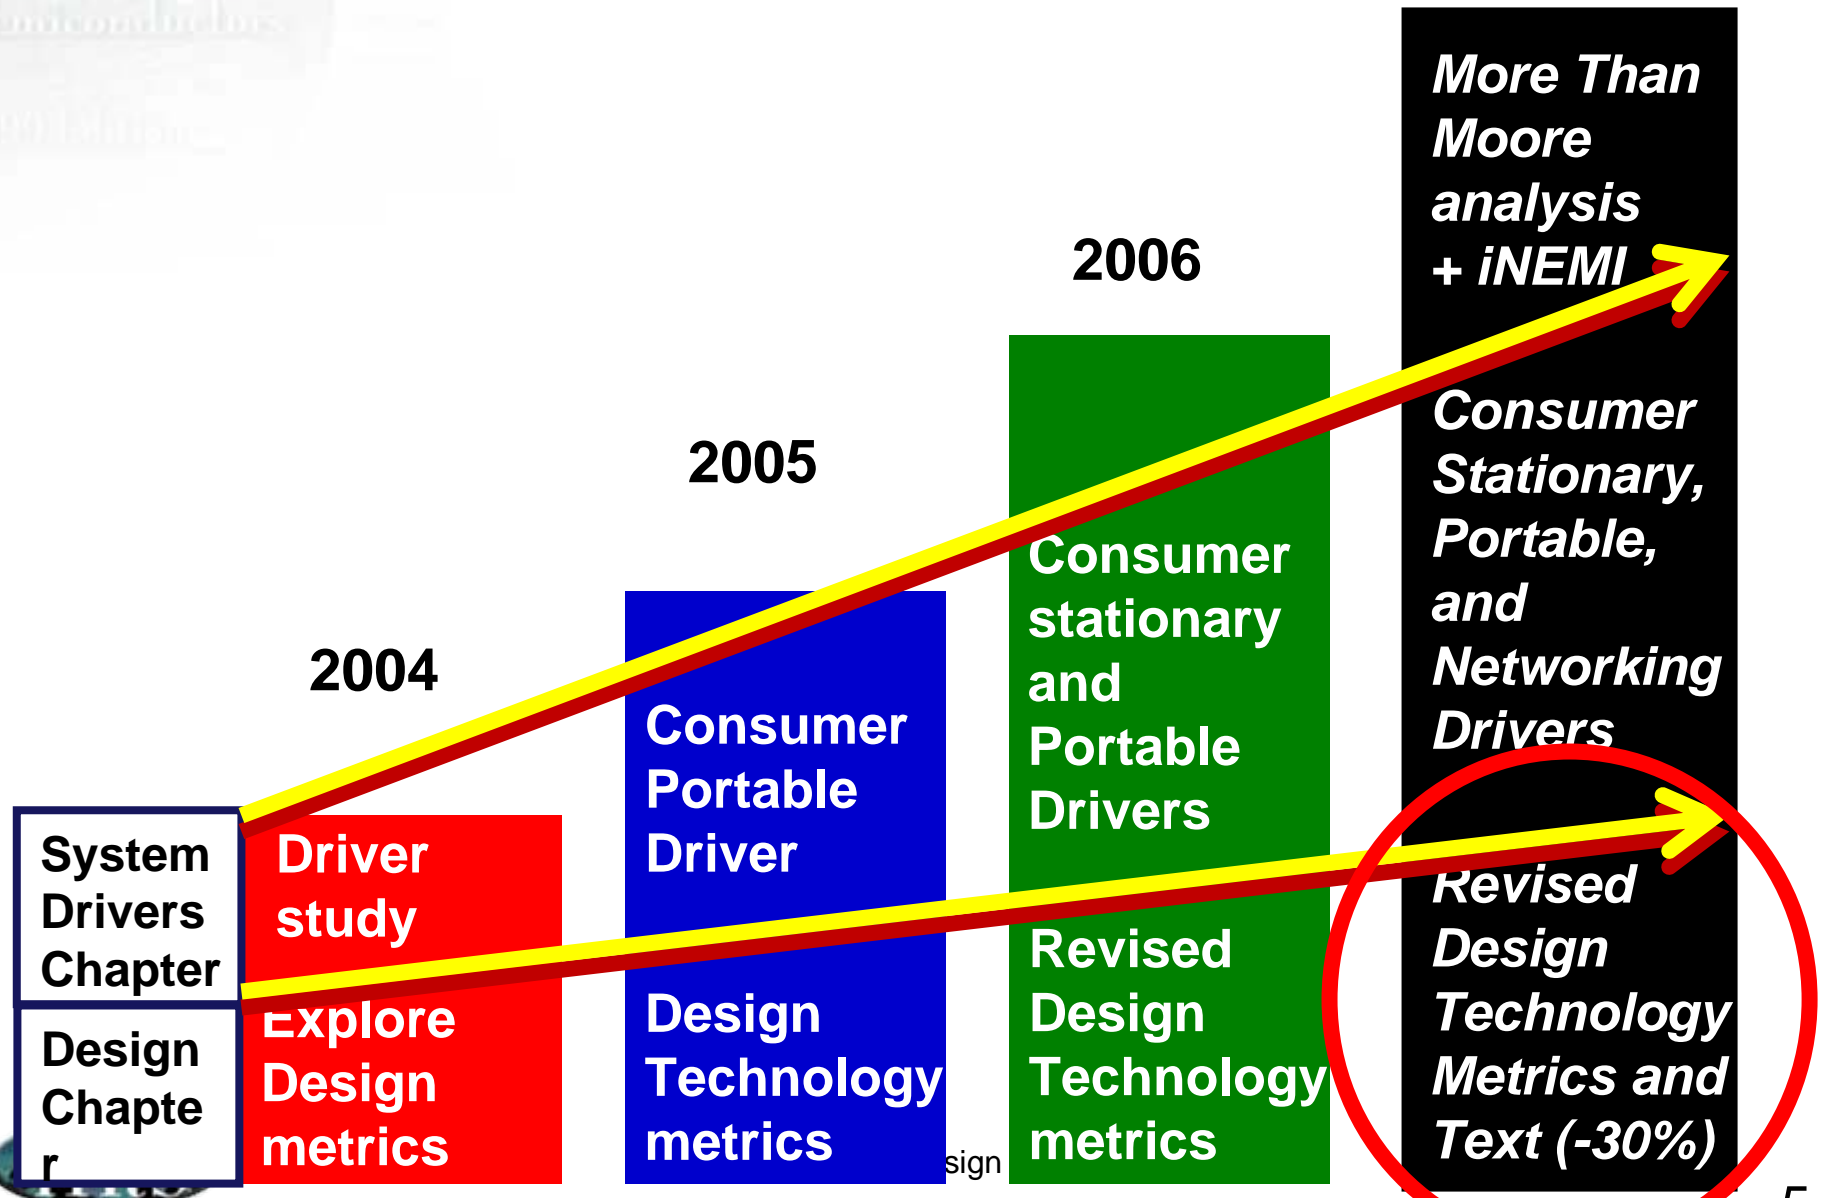 emiconductors
2004
2005
2006
System
Drivers
Chapter
Design
Chapte
r
Driver
study
Explore
Design
metrics
Consumer
Portable
Driver
Design
Technology
metrics
Consumer
stationary
and
Portable
Drivers
Revised
Design
Technology
metrics
More Than
Moore
analysis
+ iNEMI
Consumer
Stationary,
Portable,
and
Networking
Drivers
Revised
Design
Technology
Metrics and
Text (-30%)
sign